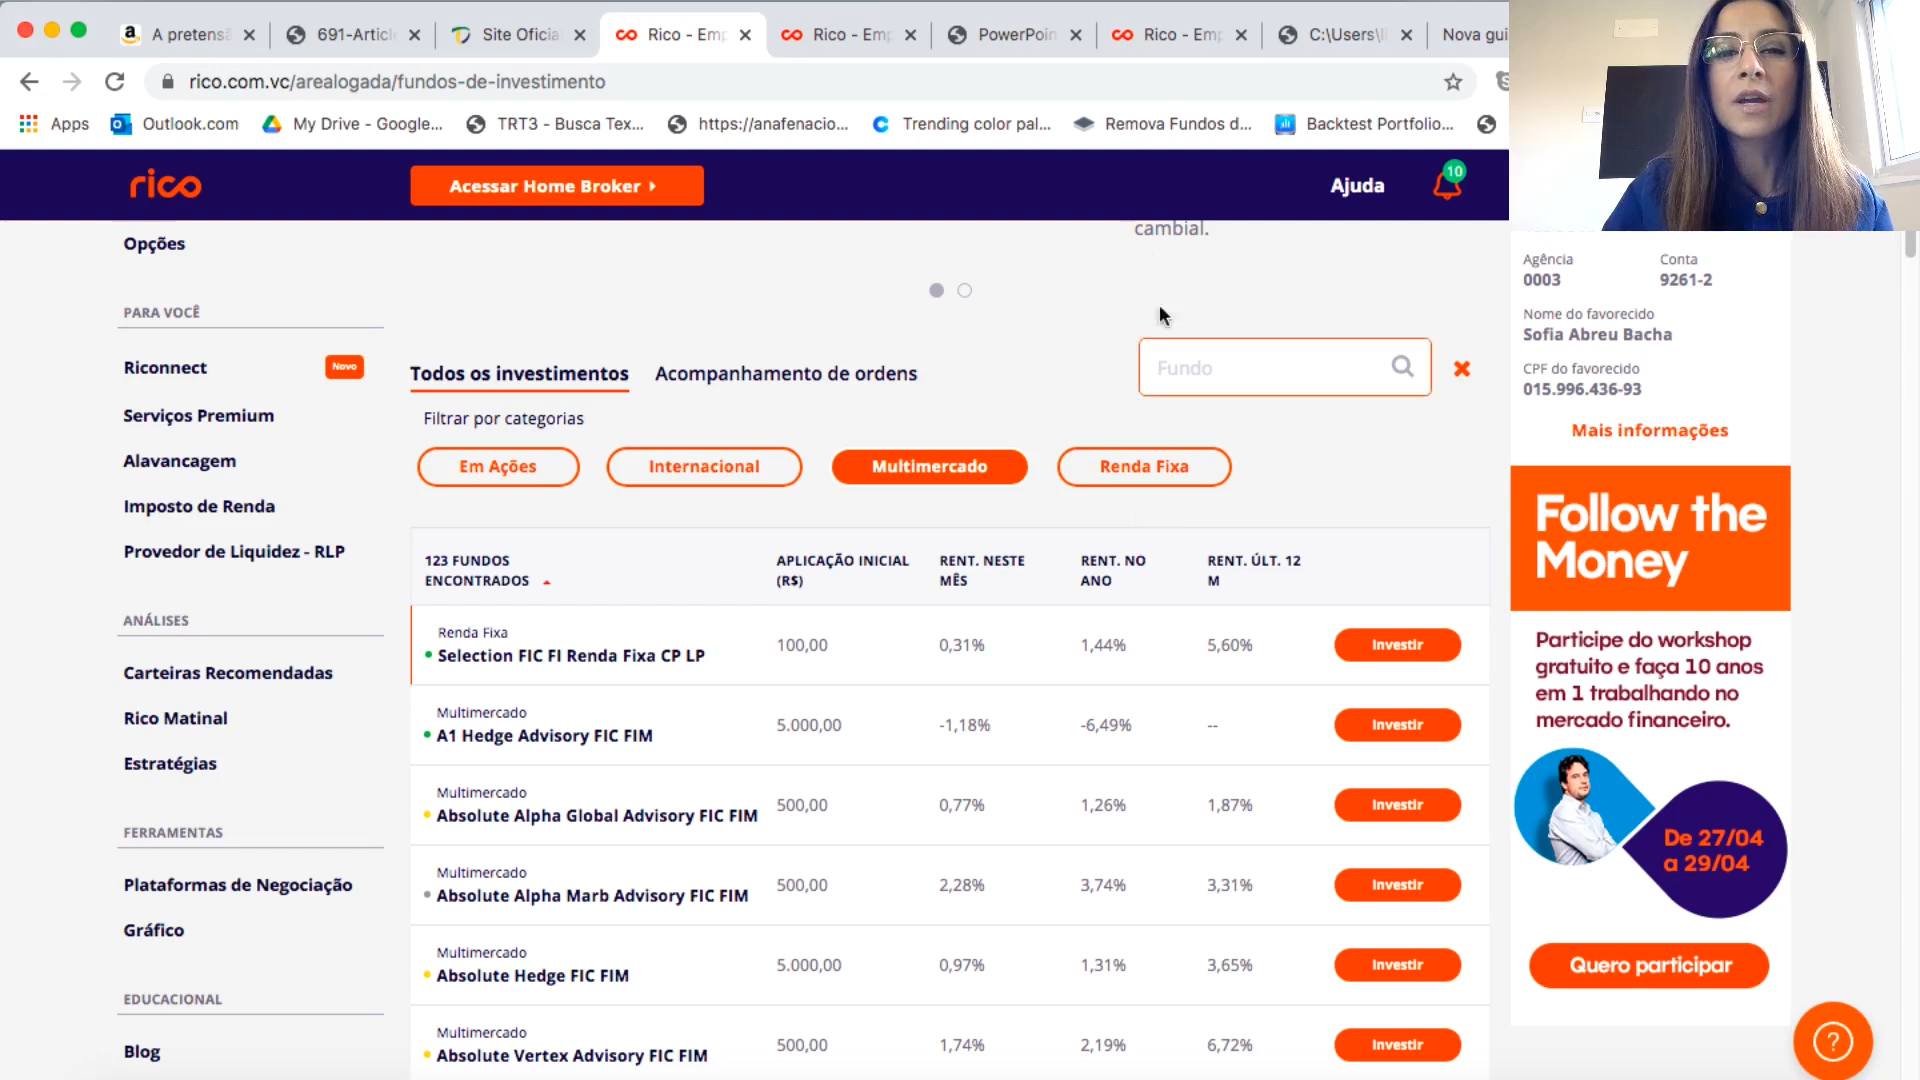 A pretens
691-Articl
Site Oficia
Rico - Emp
Rico - Emp
PowerPoin
Rico - Emp
C:\Users\li
Nova gui
rico.com.vc/arealogada/fundos-de-investimento
Apps
Outlook.com
My Drive - Google...
TRT3 - Busca Tex...
https://anafenacio...
Trending color pal...
Remova Fundos d...
Backtest Portfolio...
rico
Acessar Home Broker
Ajuda
10
Opções
PARA VOCÊ
Riconnect
Novo
Serviços Premium
Alavancagem
Imposto de Renda
Provedor de Liquidez - RLP
ANÁLISES
Carteiras Recomendadas
Rico Matinal
Estratégias
FERRAMENTAS
Plataformas de Negociação
Gráfico
EDUCACIONAL
Blog
cambial.
Todos os investimentos
Acompanhamento de ordens
Fundo
Filtrar por categorias
Em Ações
Internacional
Multimercado
Renda Fixa
123 FUNDOS
ENCONTRADOS
APLICAÇÃO INICIAL
(R$)
RENT. NESTE
MÊS
RENT. NO
ANO
RENT. ÚLT. 12
M
Renda Fixa
Selection FIC FI Renda Fixa CP LP
100,00
0,31%
1,44%
5,60%
Investir
Multimercado
A1 Hedge Advisory FIC FIM
5.000,00
-1,18%
-6,49%
--
Investir
Multimercado
Absolute Alpha Global Advisory FIC FIM
500,00
0,77%
1,26%
1,87%
Investir
Multimercado
Absolute Alpha Marb Advisory FIC FIM
500,00
2,28%
3,74%
3,31%
Investir
Multimercado
Absolute Hedge FIC FIM
5.000,00
0,97%
1,31%
3,65%
Investir
Multimercado
Absolute Vertex Advisory FIC FIM
500,00
1,74%
2,19%
6,72%
Investir
Agência
0003
Conta
9261-2
Nome do favorecido
Sofia Abreu Bacha
CPF do favorecido
015.996.436-93
Mais informações
Follow the
Money
Participe do workshop
gratuito e faça 10 anos
em 1 trabalhando no
mercado financeiro.
De 27/04
a 29/04
Quero participar
?